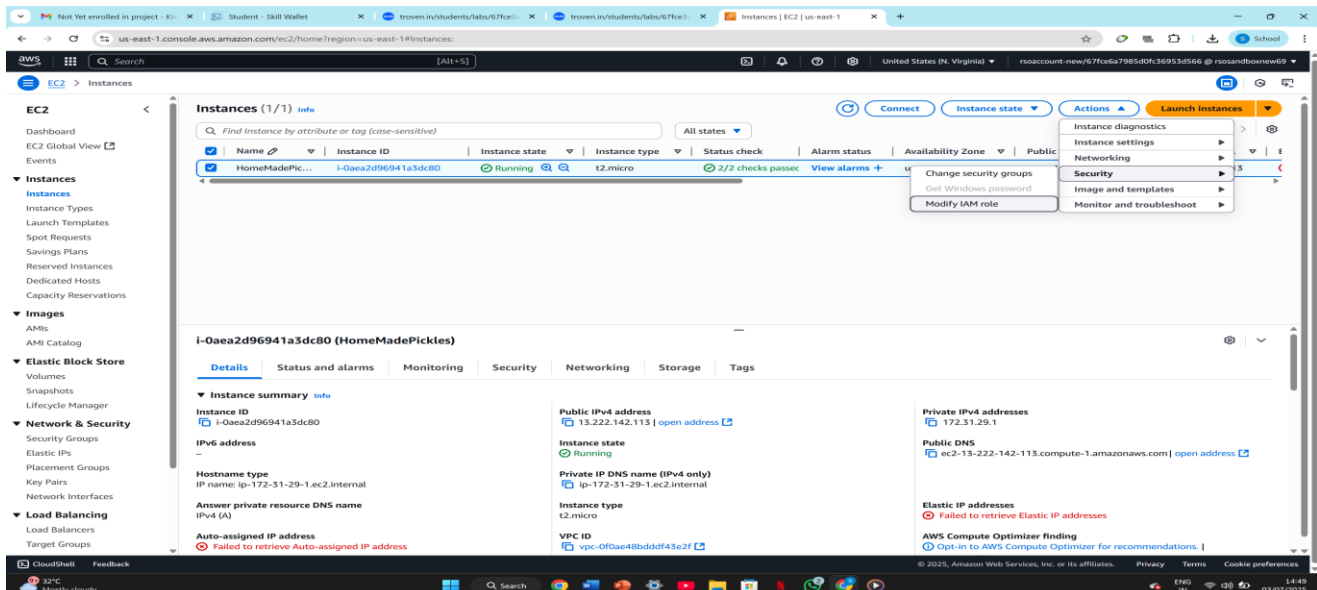 Not Yet enrolled in project - Ki
Student - Skill Wallet
troven.in/students/labs/67fce3
troven.in/students/labs/67fce3
Instances | EC2 | us-east-1
us-east-1.console.aws.amazon.com/ec2/home?region=us-east-1#Instances:
School
aws
Search
[Alt+S]
United States (N. Virginia)
rsoaccount-new/67fce6a7985d0fc36953d566 @ rsosandboxnew69
EC2 > Instances
EC2
Dashboard
EC2 Global View
Events
Instances
Instances
Instance Types
Launch Templates
Spot Requests
Savings Plans
Reserved Instances
Dedicated Hosts
Capacity Reservations
Images
AMIs
AMI Catalog
Elastic Block Store
Volumes
Snapshots
Lifecycle Manager
Network & Security
Security Groups
Elastic IPs
Placement Groups
Key Pairs
Network Interfaces
Load Balancing
Load Balancers
Target Groups
Instances (1/1) Info
Connect
Instance state
Actions
Launch instances
Find Instance by attribute or tag (case-sensitive)
All states
Name Instance ID Instance state Instance type Status check Alarm status Availability Zone Public
HomeMadePic... i-0aea2d96941a3dc80 Running t2.micro 2/2 checks passec View alarms +
Instance diagnostics
Instance settings
Networking
Security
Image and templates
Monitor and troubleshoot
Change security groups
Get Windows password
Modify IAM role
i-0aea2d96941a3dc80 (HomeMadePickles)
Details Status and alarms Monitoring Security Networking Storage Tags
Instance summary Info
Instance ID
i-0aea2d96941a3dc80
Public IPv4 address
13.222.142.113 | open address
Private IPv4 addresses
172.31.29.1
IPv6 address
–
Instance state
Running
Public DNS
ec2-13-222-142-113.compute-1.amazonaws.com | open address
Hostname type
IP name: ip-172-31-29-1.ec2.internal
Private IP DNS name (IPv4 only)
ip-172-31-29-1.ec2.internal
Answer private resource DNS name
IPv4 (A)
Instance type
t2.micro
Elastic IP addresses
Failed to retrieve Elastic IP addresses
Auto-assigned IP address
Failed to retrieve Auto-assigned IP address
VPC ID
vpc-0f0ae48bdddf43e2f
AWS Compute Optimizer finding
Opt-in to AWS Compute Optimizer for recommendations. |
CloudShell Feedback
© 2025, Amazon Web Services, Inc. or its affiliates. Privacy Terms Cookie preferences
32°C
Mostly cloudy
Search
ENG
IN
14:49
03/07/2025